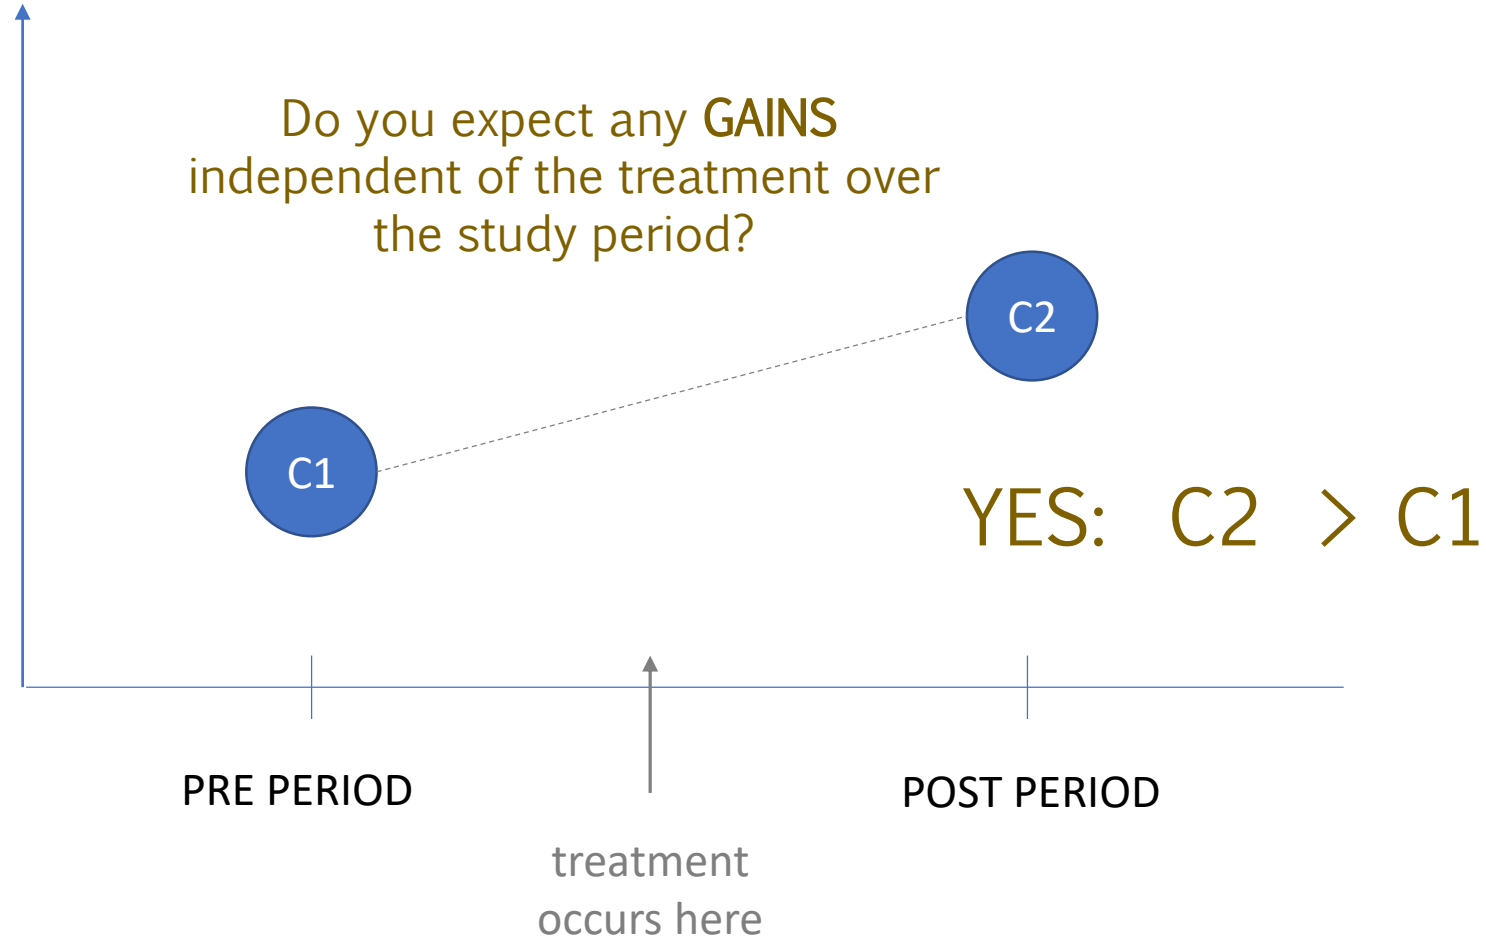 Do you expect any GAINS
independent of the treatment over
the study period?
C2
C1
YES: C2 > C1
PRE PERIOD
POST PERIOD
treatment
occurs here